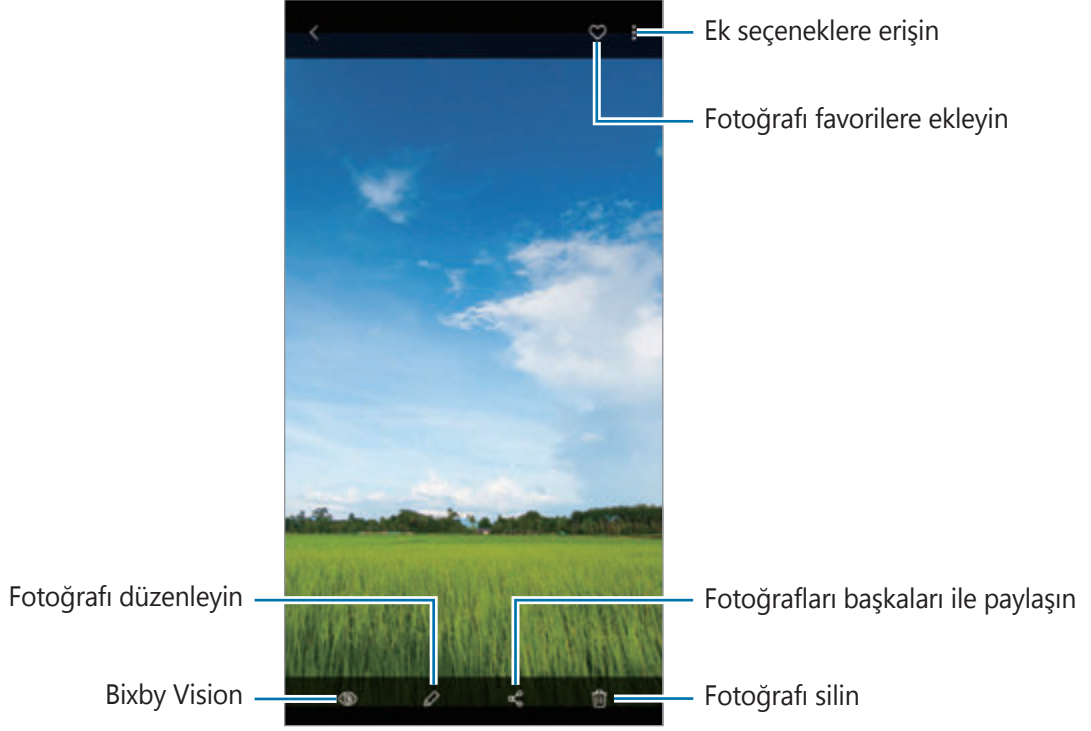 Ek seçeneklere erişin
Fotoğrafı favorilere ekleyin
Fotoğrafı düzenleyin
Fotoğrafları başkaları ile paylaşın
Bixby Vision
Fotoğrafı silin